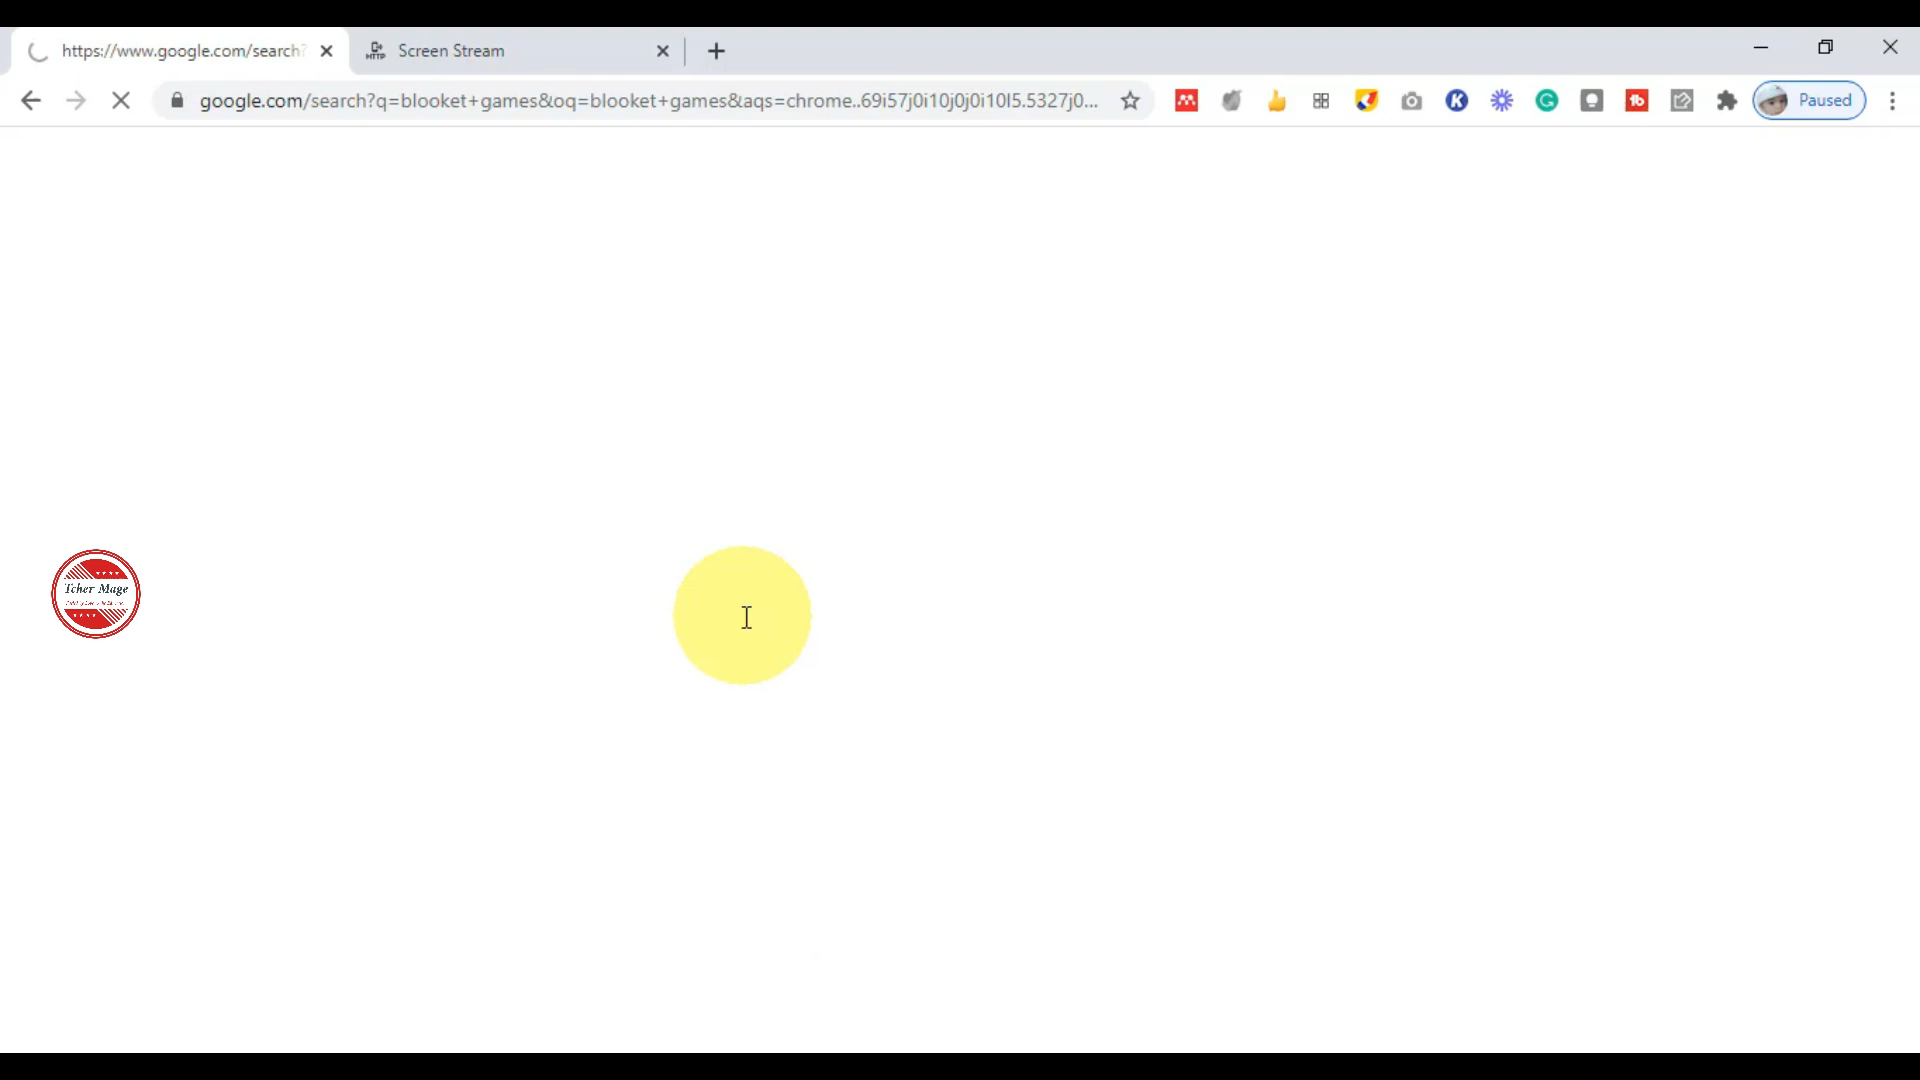 https://www.google.com/search?
Screen Stream
google.com/search?q=blooket+games&oq=blooket+games&aqs=chrome..69i57j0i10j0j0i10l5.5327j0...
Paused
Tcher Mage